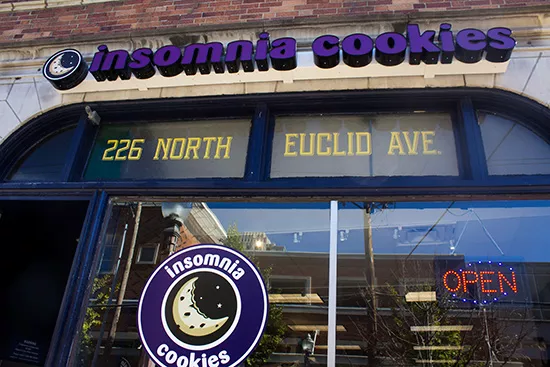 insomnia cookies
226 NORTH EUCLID AVE.
OPEN
insomnia
cookies